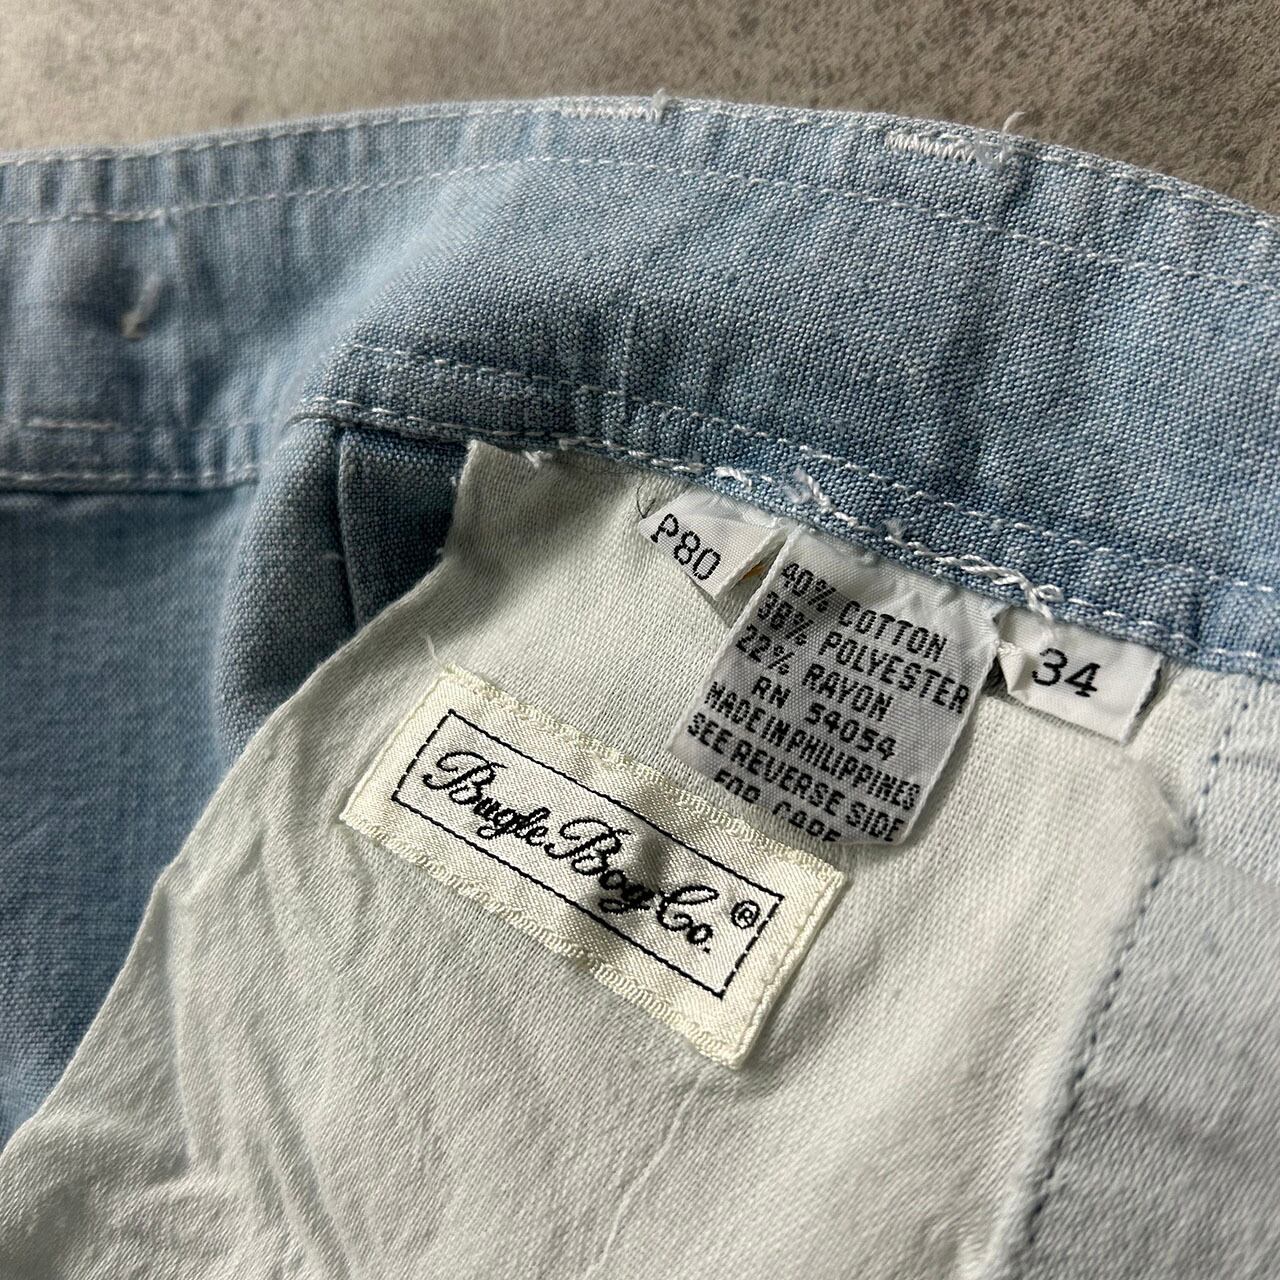 P80
40% COTTON
38% POLYESTER
22% RAYON
RN 54054
MADE IN PHILIPPINES
SEE REVERSE SIDE
FOR CARE
34
Bugle Boy Co.®